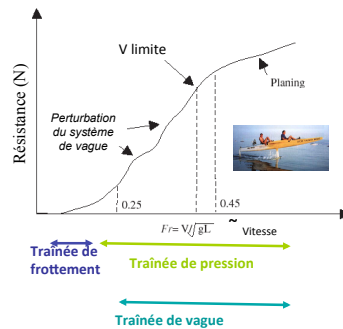 Résistance (N)
V limite
Perturbation
du système
de vague
Planing
0.25
0.45
Fr= V/√gL
~
Vitesse
Traînée de
frottement
Traînée de pression
Traînée de vague